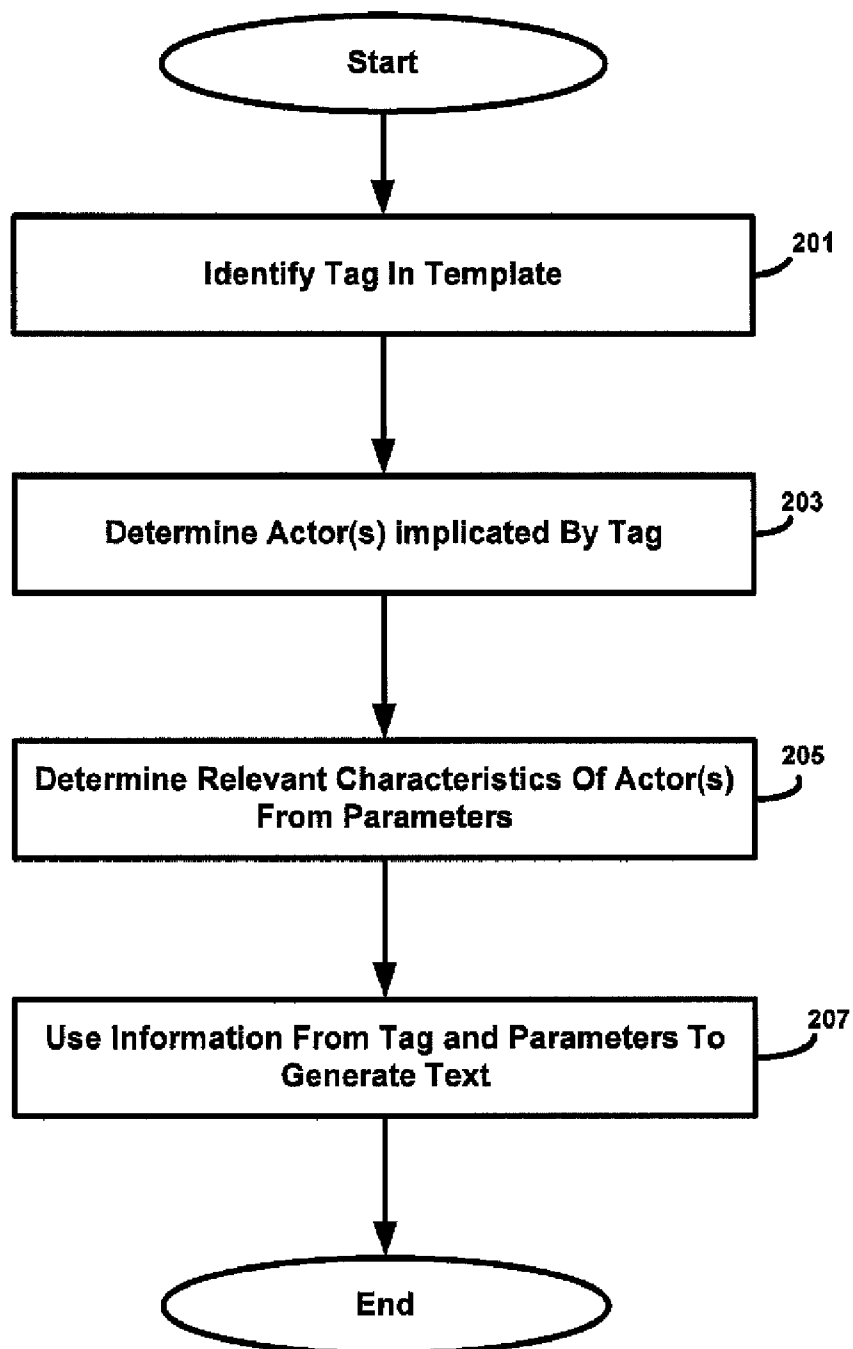 Start
Identify Tag In Template
201
Determine Actor(s) implicated By Tag
203
Determine Relevant Characteristics Of Actor(s)
From Parameters
205
Use Information From Tag and Parameters To
Generate Text
207
End